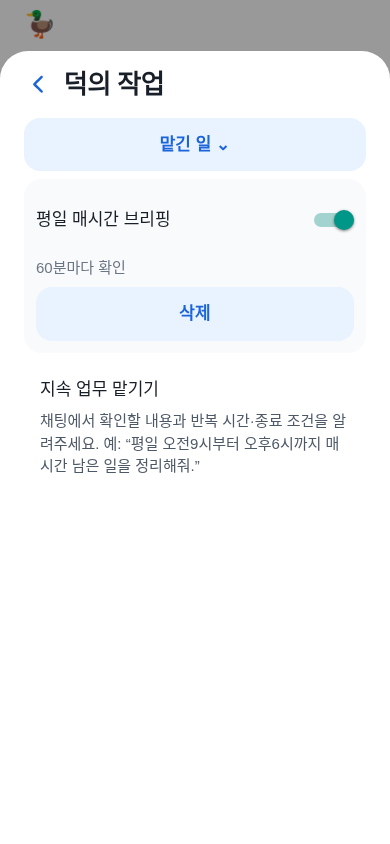 덕의 작업
맡긴 일
평일 매시간 브리핑
60분마다 확인
삭제
지속 업무 맡기기
채팅에서 확인할 내용과 반복 시간·종료 조건을 알
려주세요. 예: “평일 오전9시부터 오후6시까지 매
시간 남은 일을 정리해줘.”